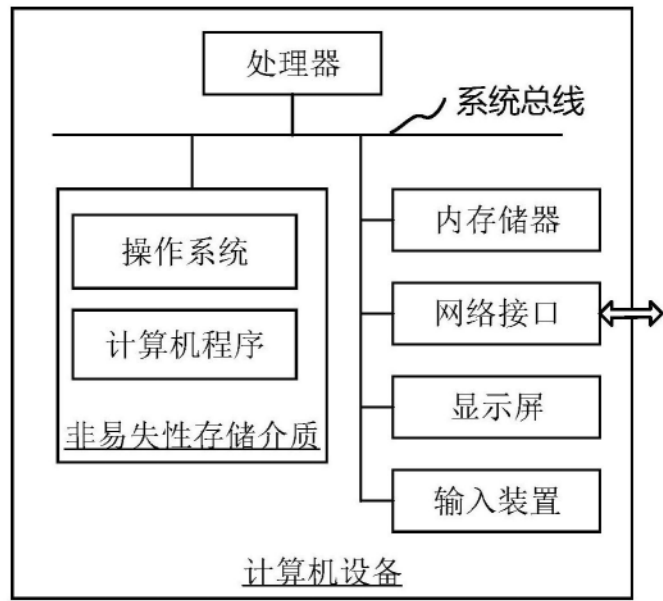 处理器
系统总线
操作系统
计算机程序
非易失性存储介质
内存储器
网络接口
显示屏
输入装置
计算机设备